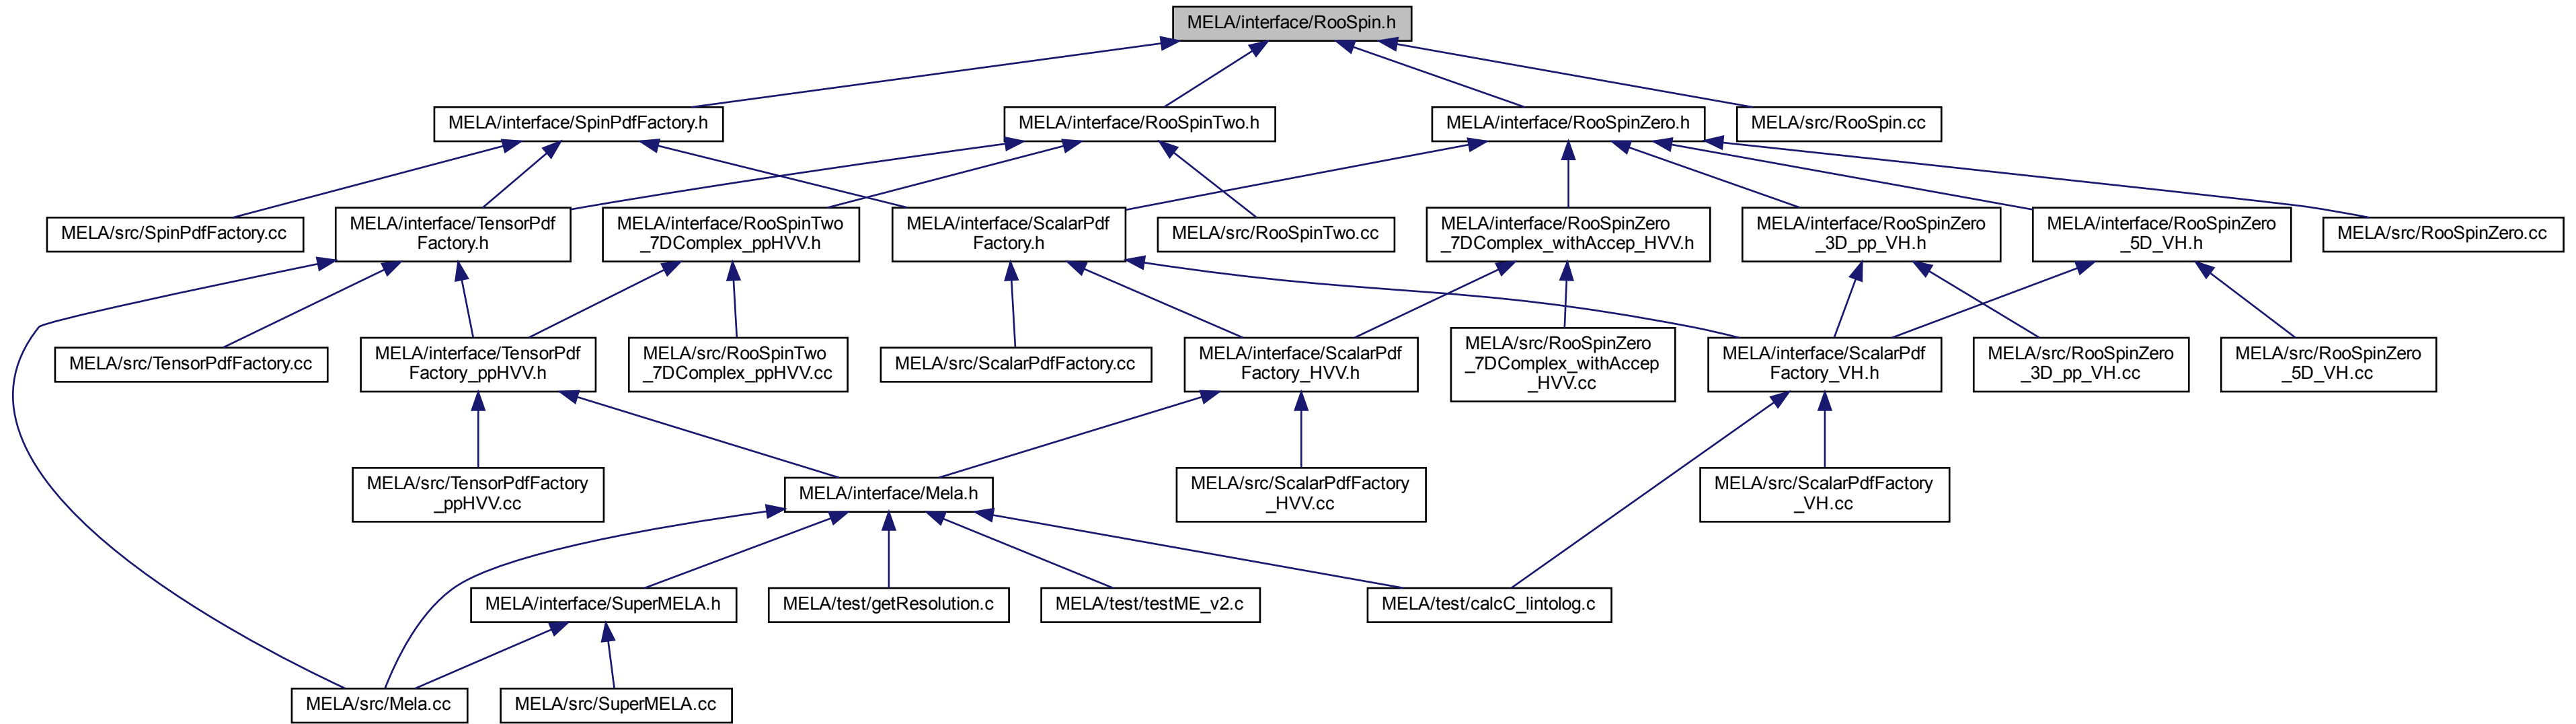 MELA/interface/RooSpin.h
MELA/interface/SpinPdfFactory.h
MELA/interface/RooSpinTwo.h
MELA/interface/RooSpinZero.h
MELA/src/RooSpin.cc
MELA/src/SpinPdfFactory.cc
MELA/interface/TensorPdf
Factory.h
MELA/interface/RooSpinTwo
_7DComplex_ppHVV.h
MELA/interface/ScalarPdf
Factory.h
MELA/src/RooSpinTwo.cc
MELA/interface/RooSpinZero
_7DComplex_withAccep_HVV.h
MELA/interface/RooSpinZero
_3D_pp_VH.h
MELA/interface/RooSpinZero
_5D_VH.h
MELA/src/RooSpinZero.cc
MELA/src/TensorPdfFactory.cc
MELA/interface/TensorPdf
Factory_ppHVV.h
MELA/src/RooSpinTwo
_7DComplex_ppHVV.cc
MELA/src/ScalarPdfFactory.cc
MELA/interface/ScalarPdf
Factory_HVV.h
MELA/src/RooSpinZero
_7DComplex_withAccep
_HVV.cc
MELA/interface/ScalarPdf
Factory_VH.h
MELA/src/RooSpinZero
_3D_pp_VH.cc
MELA/src/RooSpinZero
_5D_VH.cc
MELA/src/TensorPdfFactory
_ppHVV.cc
MELA/interface/Mela.h
MELA/src/ScalarPdfFactory
_HVV.cc
MELA/src/ScalarPdfFactory
_VH.cc
MELA/interface/SuperMELA.h
MELA/test/getResolution.c
MELA/test/testME_v2.c
MELA/test/calcC_lintolog.c
MELA/src/Mela.cc
MELA/src/SuperMELA.cc